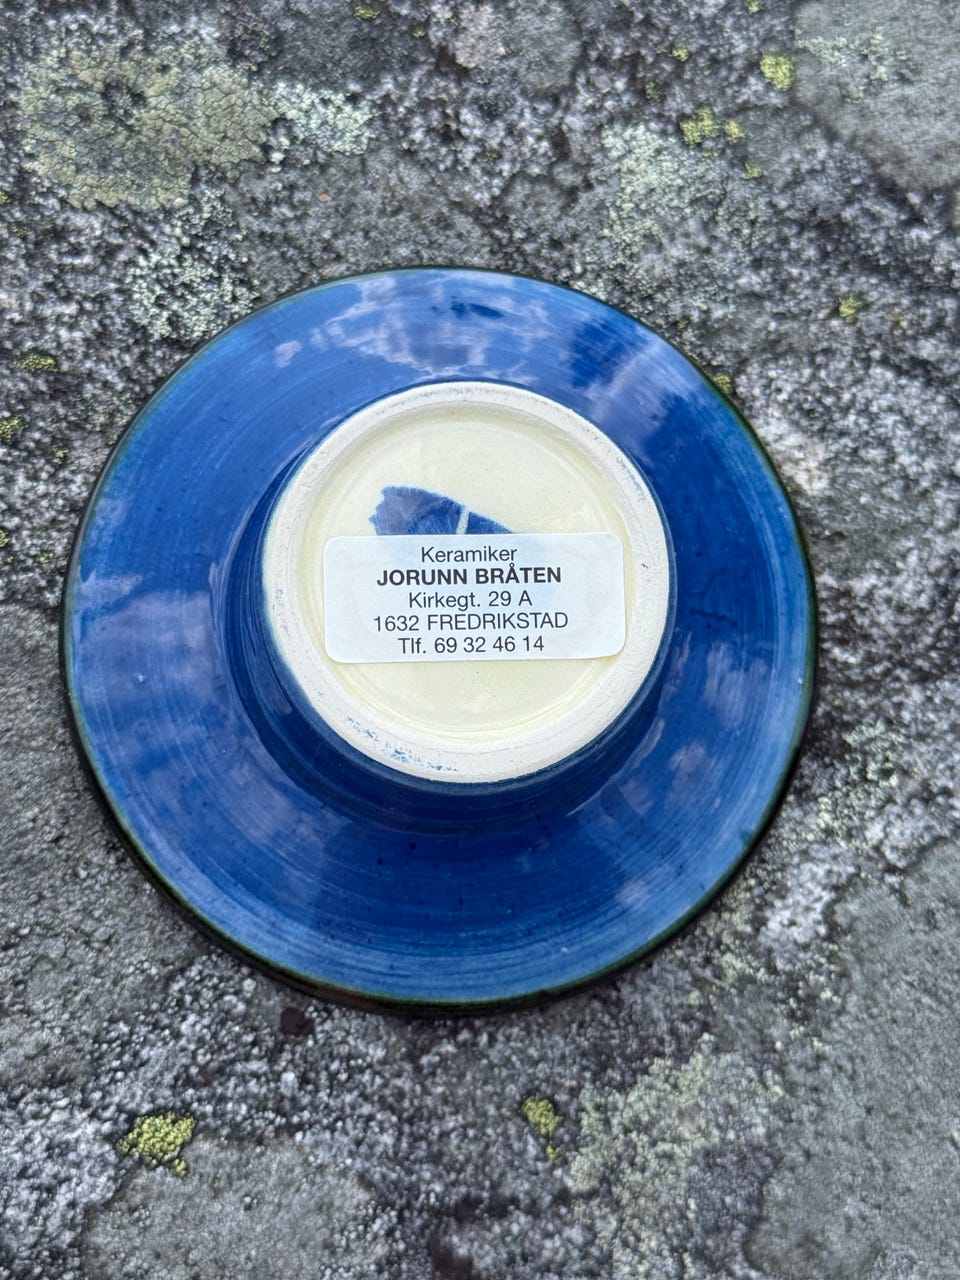 Keramiker
JORUNN BRÅTEN
Kirkegt. 29 A
1632 FREDRIKSTAD
Tlf. 69 32 46 14